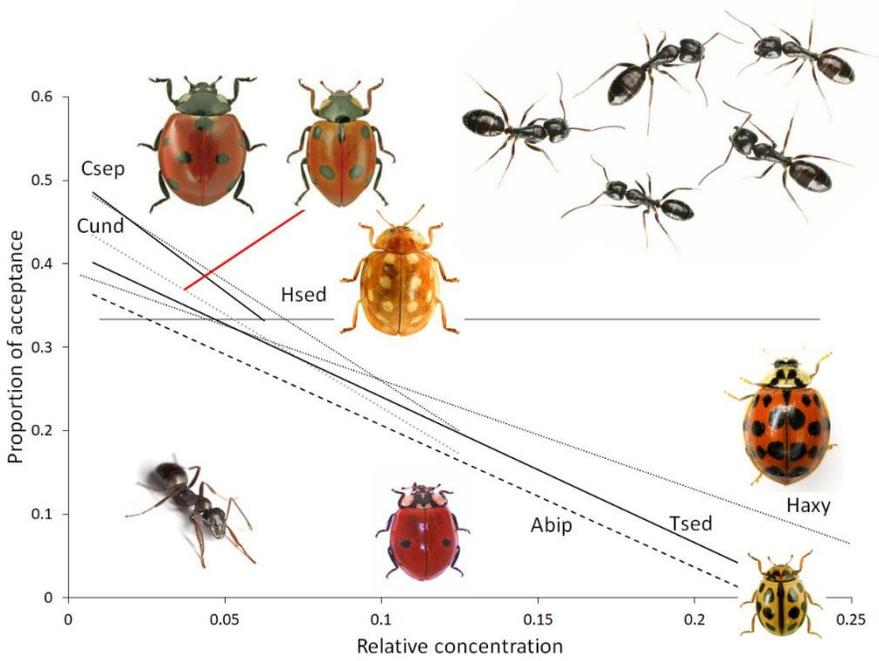 0.6
Csep
0.5
Cund
0.4
Hsed
0.3
0.2
Haxy
0.1
Abip
Tsed
0
0
0.05
0.1
0.15
0.2
0.25
Proportion of acceptance
Relative concentration